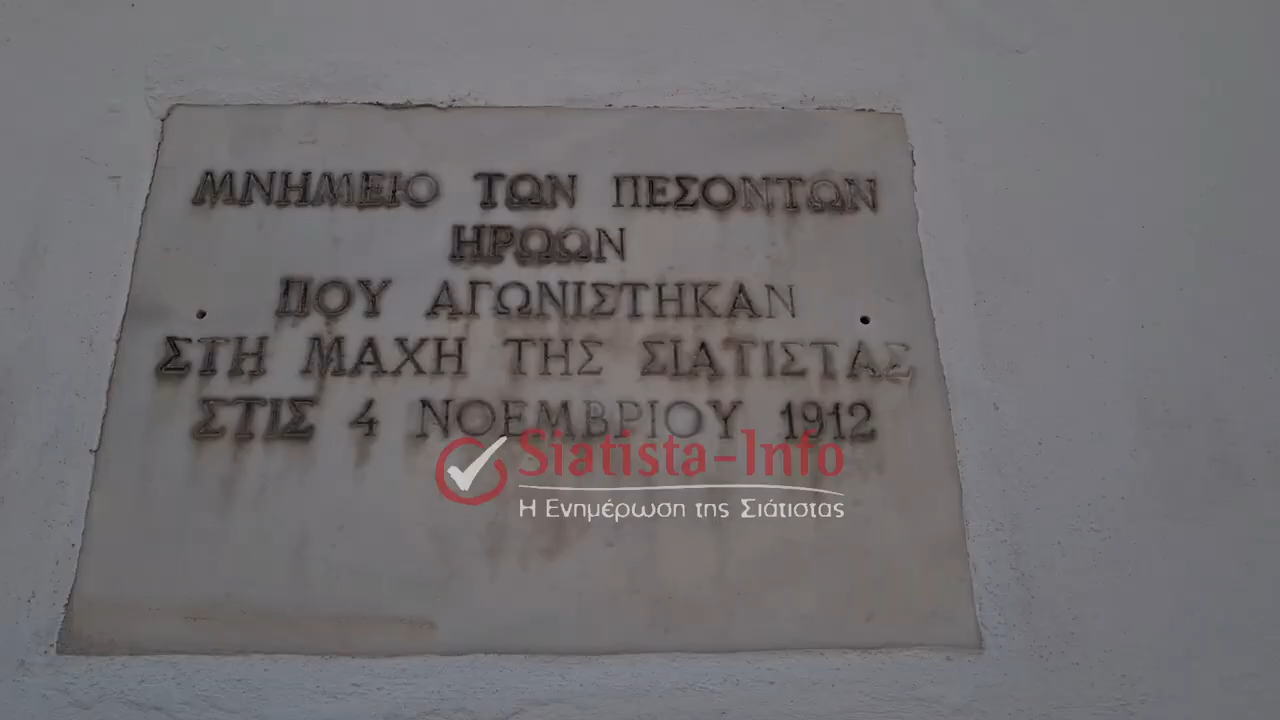 ΜΝΗΜΕΙΟ ΤΩΝ ΠΕΣΟΝΤΩΝ
ΗΡΩΩΝ
ΠΟΥ ΑΓΩΝΙΣΤΗΚΑΝ
ΣΤΗ ΜΑΧΗ ΤΗΣ ΣΙΑΤΙΣΤΑΣ
ΣΤΙΣ 4 ΝΟΕΜΒΡΙΟΥ 1912
Siatista-Info
Η Ενημέρωση της Σιάτιστας